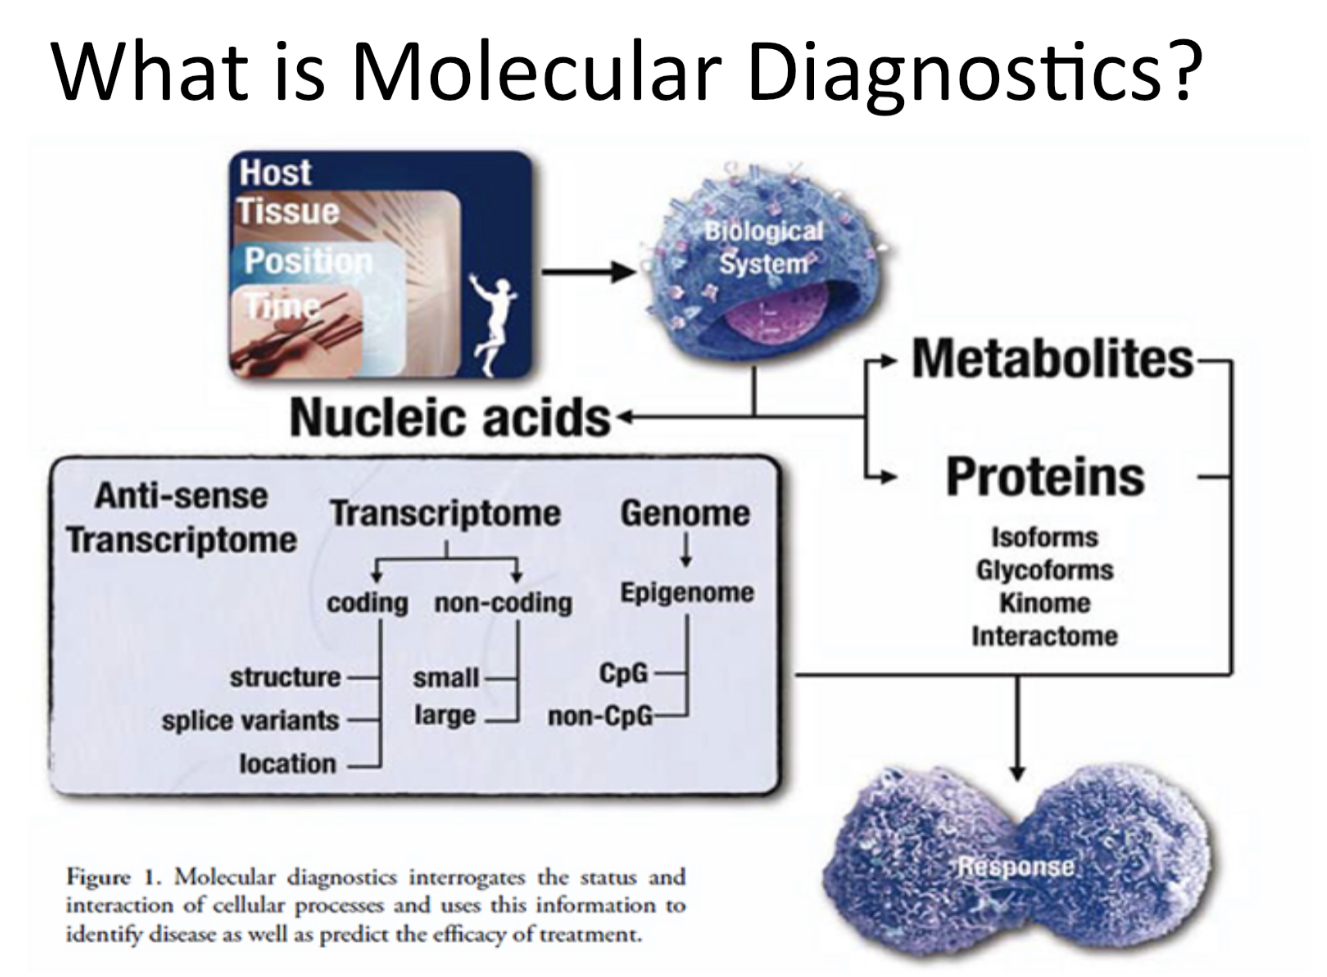 What is Molecular Diagnostics?
Host
Tissue
Position
Time
Biological
System
Metabolites
Nucleic acids
Proteins
Isoforms
Glycoforms
Kinome
Interactome
Anti-sense
Transcriptome
Transcriptome
coding
non-coding
structure
splice variants
location
small
large
Genome
Epigenome
CpG
non-CpG
Response
Figure 1. Molecular diagnostics interrogates the status and
interaction of cellular processes and uses this information to
identify disease as well as predict the efficacy of treatment.